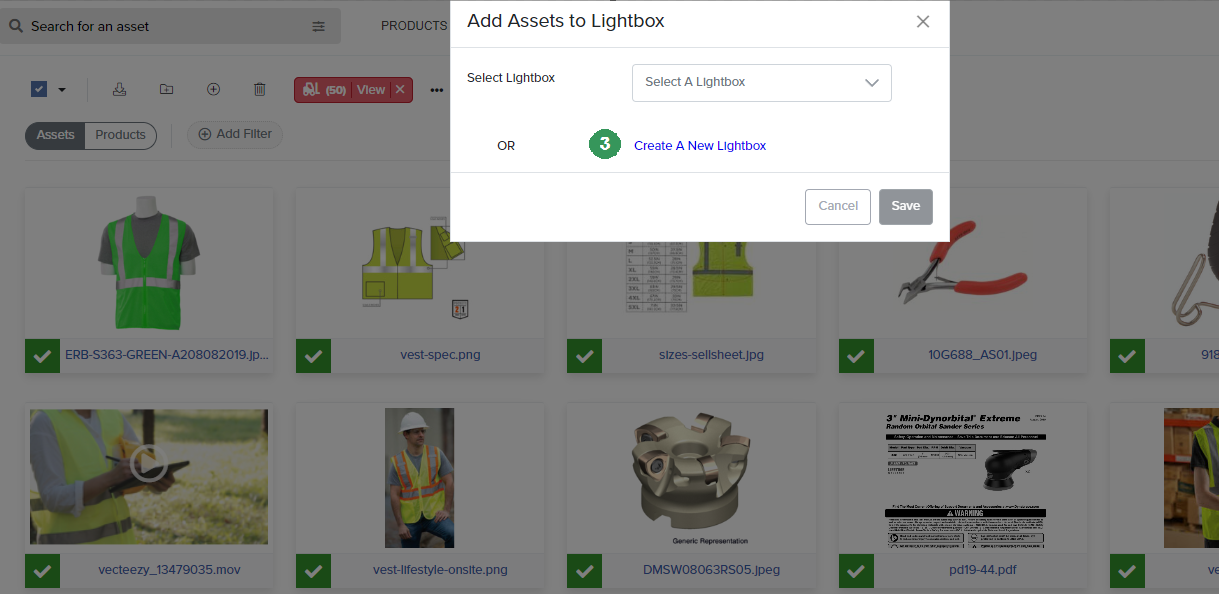 Search for an asset
PRODUCTS
Add Assets to Lightbox
Select Lightbox
Select A Lightbox
(50) View
Assets Products
Add Filter
OR
3
Create A New Lightbox
Cancel Save
ERB-S363-GREEN-A208082019.jp...
vest-spec.png
sizes-sellsheet.jpg
10G688_AS01.jpeg
918
3" Mini-Dynorbital® Extreme
Random Orbital Sander Series
WARNING
Generic Representation
vecteezy_13479035.mov
vest-lifestyle-onsite.png
DMSW08063RS05.jpeg
pd19-44.pdf
ve